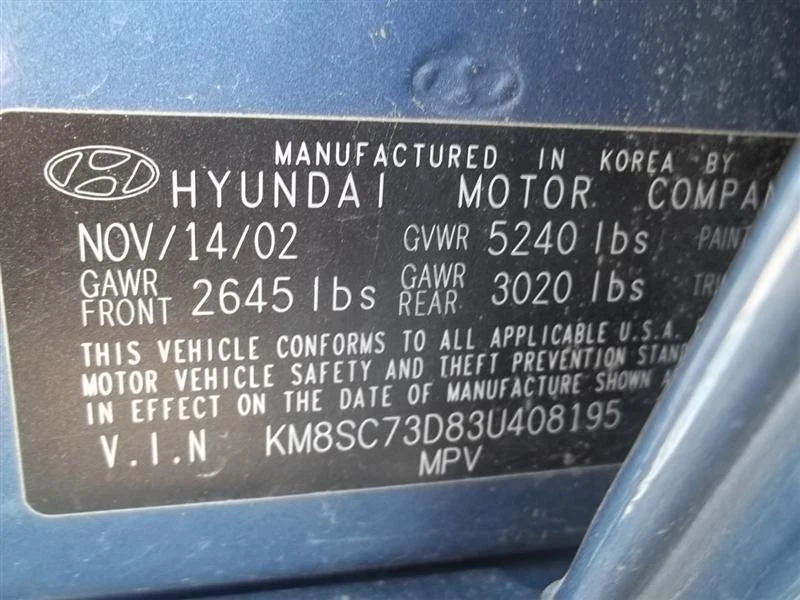 MANUFACTURED IN KOREA BY
HYUNDAI MOTOR
NOV/14/02 GVWR 5240 lbs
GAWR FRONT 2645 lbs GAWR REAR 3020 lbs
THIS VEHICLE CONFORMS TO ALL APPLICABLE U.S.A.
MOTOR VEHICLE SAFETY AND THEFT PREVENTION
IN EFFECT ON THE DATE OF MANUFACTURE SHOWN
V.I.N KM8SC73D83U408195
MPV